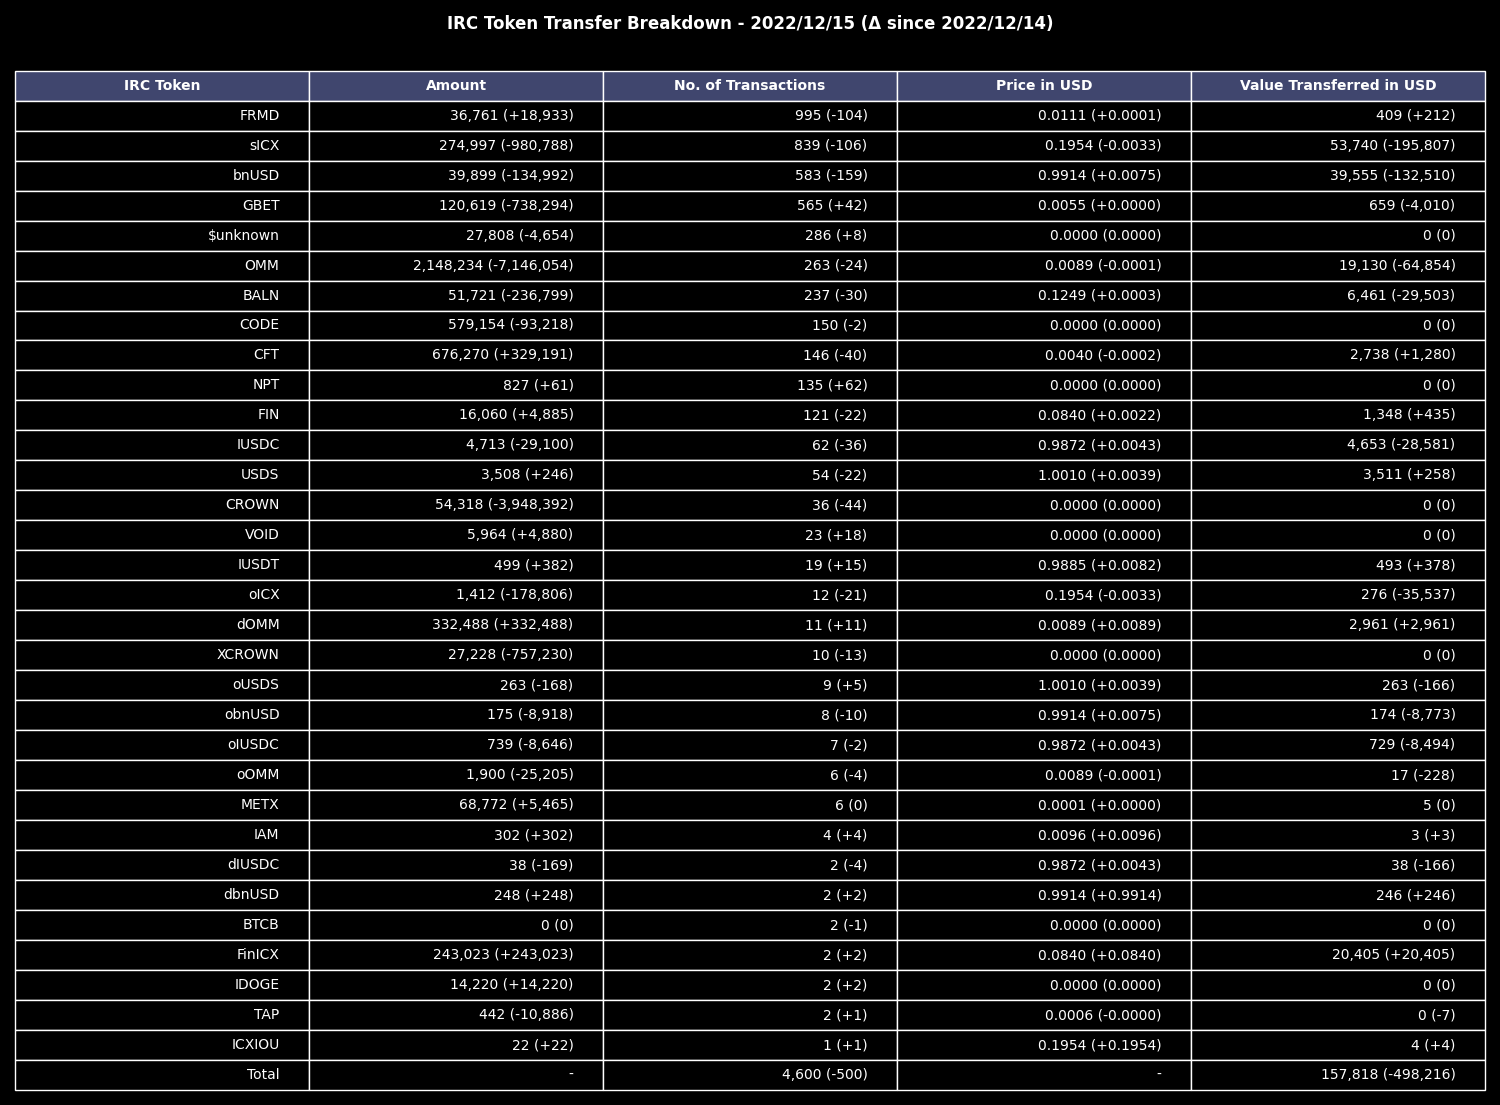 IRC Token Transfer Breakdown - 2022/12/15 (Δ since 2022/12/14)
IRC Token Amount No. of Transactions Price in USD Value Transferred in USD
FRMD 36,761 (+18,933) 995 (-104) 0.0111 (+0.0001) 409 (+212)
sICX 274,997 (-980,788) 839 (-106) 0.1954 (-0.0033) 53,740 (-195,807)
bnUSD 39,899 (-134,992) 583 (-159) 0.9914 (+0.0075) 39,555 (-132,510)
GBET 120,619 (-738,294) 565 (+42) 0.0055 (+0.0000) 659 (-4,010)
$unknown 27,808 (-4,654) 286 (+8) 0.0000 (0.0000) 0 (0)
OMM 2,148,234 (-7,146,054) 263 (-24) 0.0089 (-0.0001) 19,130 (-64,854)
BALN 51,721 (-236,799) 237 (-30) 0.1249 (+0.0003) 6,461 (-29,503)
CODE 579,154 (-93,218) 150 (-2) 0.0000 (0.0000) 0 (0)
CFT 676,270 (+329,191) 146 (-40) 0.0040 (-0.0002) 2,738 (+1,280)
NPT 827 (+61) 135 (+62) 0.0000 (0.0000) 0 (0)
FIN 16,060 (+4,885) 121 (-22) 0.0840 (+0.0022) 1,348 (+435)
IUSDC 4,713 (-29,100) 62 (-36) 0.9872 (+0.0043) 4,653 (-28,581)
USDS 3,508 (+246) 54 (-22) 1.0010 (+0.0039) 3,511 (+258)
CROWN 54,318 (-3,948,392) 36 (-44) 0.0000 (0.0000) 0 (0)
VOID 5,964 (+4,880) 23 (+18) 0.0000 (0.0000) 0 (0)
IUSDT 499 (+382) 19 (+15) 0.9885 (+0.0082) 493 (+378)
oICX 1,412 (-178,806) 12 (-21) 0.1954 (-0.0033) 276 (-35,537)
dOMM 332,488 (+332,488) 11 (+11) 0.0089 (+0.0089) 2,961 (+2,961)
XCROWN 27,228 (-757,230) 10 (-13) 0.0000 (0.0000) 0 (0)
oUSDS 263 (-168) 9 (+5) 1.0010 (+0.0039) 263 (-166)
obnUSD 175 (-8,918) 8 (-10) 0.9914 (+0.0075) 174 (-8,773)
oIUSDC 739 (-8,646) 7 (-2) 0.9872 (+0.0043) 729 (-8,494)
oOMM 1,900 (-25,205) 6 (-4) 0.0089 (-0.0001) 17 (-228)
METX 68,772 (+5,465) 6 (0) 0.0001 (+0.0000) 5 (0)
IAM 302 (+302) 4 (+4) 0.0096 (+0.0096) 3 (+3)
dIUSDC 38 (-169) 2 (-4) 0.9872 (+0.0043) 38 (-166)
dbnUSD 248 (+248) 2 (+2) 0.9914 (+0.9914) 246 (+246)
BTCB 0 (0) 2 (-1) 0.0000 (0.0000) 0 (0)
FinICX 243,023 (+243,023) 2 (+2) 0.0840 (+0.0840) 20,405 (+20,405)
IDOGE 14,220 (+14,220) 2 (+2) 0.0000 (0.0000) 0 (0)
TAP 442 (-10,886) 2 (+1) 0.0006 (-0.0000) 0 (-7)
ICXIOU 22 (+22) 1 (+1) 0.1954 (+0.1954) 4 (+4)
Total - 4,600 (-500) - 157,818 (-498,216)